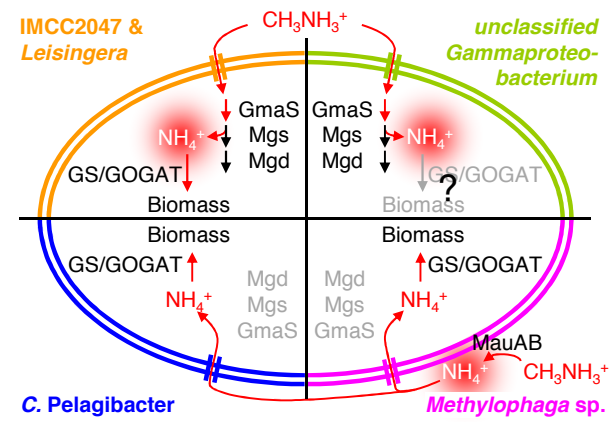 IMCC2047 &
Leisingera
CH3NH3+
unclassified
Gammaproteo-
bacterium
GmaS
Mgs
Mgd
NH4+
GS/GOGAT
Biomass
GmaS
Mgs
Mgd
NH4+
GS/GOGAT
?
Biomass
Biomass
GS/GOGAT
NH4+
Mgd
Mgs
GmaS
Biomass
GS/GOGAT
NH4+
Mgd
Mgs
GmaS
MauAB
NH4+
CH3NH3+
C. Pelagibacter
Methylophaga sp.